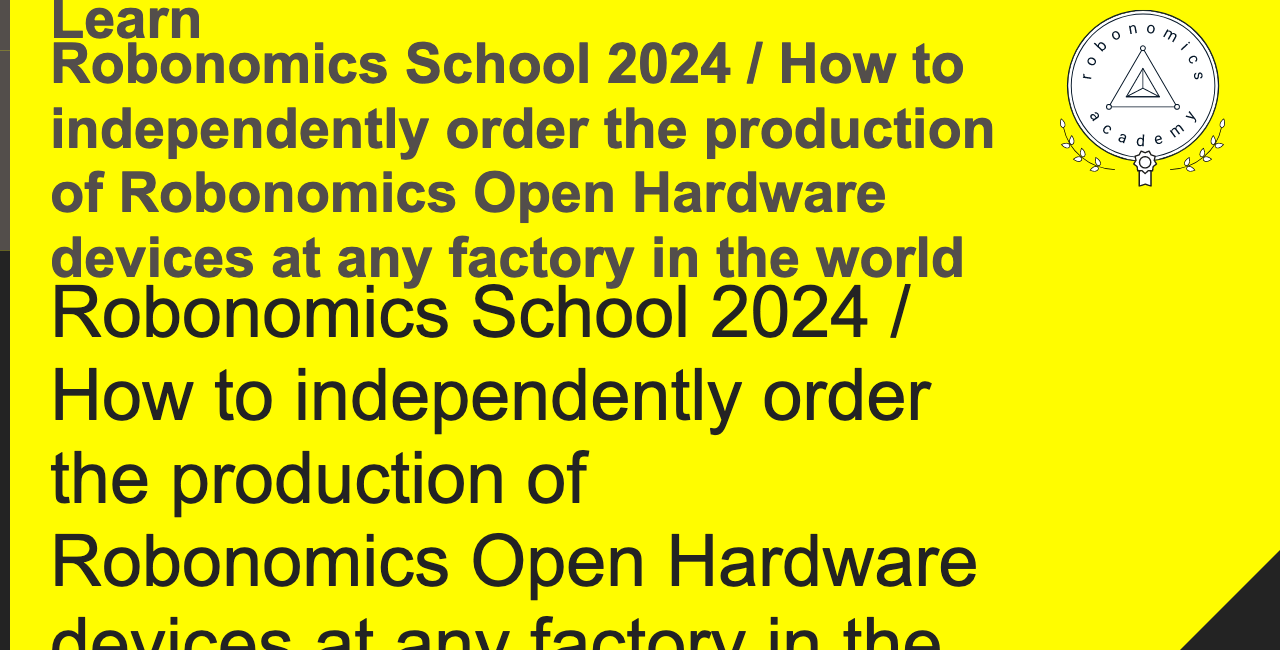 Learn
Robonomics School 2024 / How to
independently order the production
of Robonomics Open Hardware
devices at any factory in the world
Robonomics School 2024 /
How to independently order
the production of
Robonomics Open Hardware
devices at any factory in the
robonomics
academy